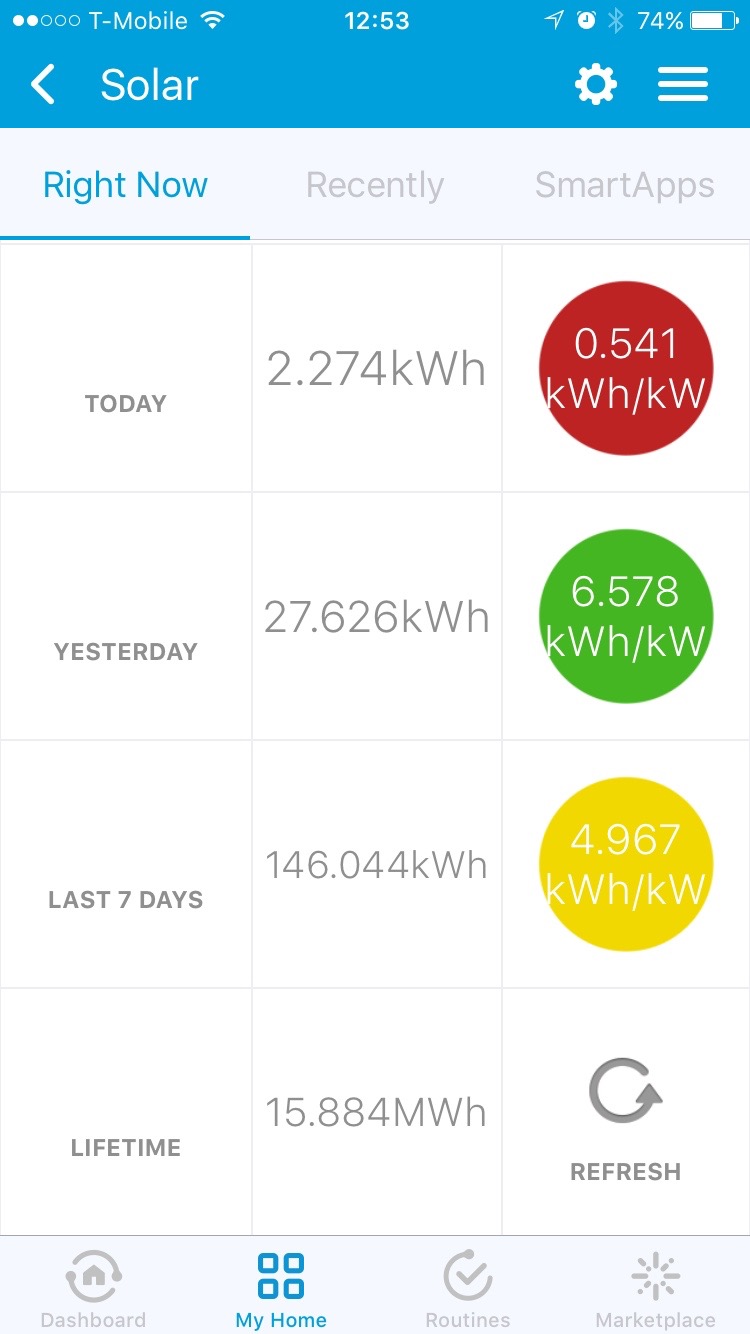 T-Mobile 12:53 74%
Solar
Right Now Recently SmartApps
TODAY 2.274kWh 0.541
kWh/kW
YESTERDAY 27.626kWh 6.578
kWh/kW
LAST 7 DAYS 146.044kWh 4.967
kWh/kW
LIFETIME 15.884MWh REFRESH
Dashboard My Home Routines Marketplace